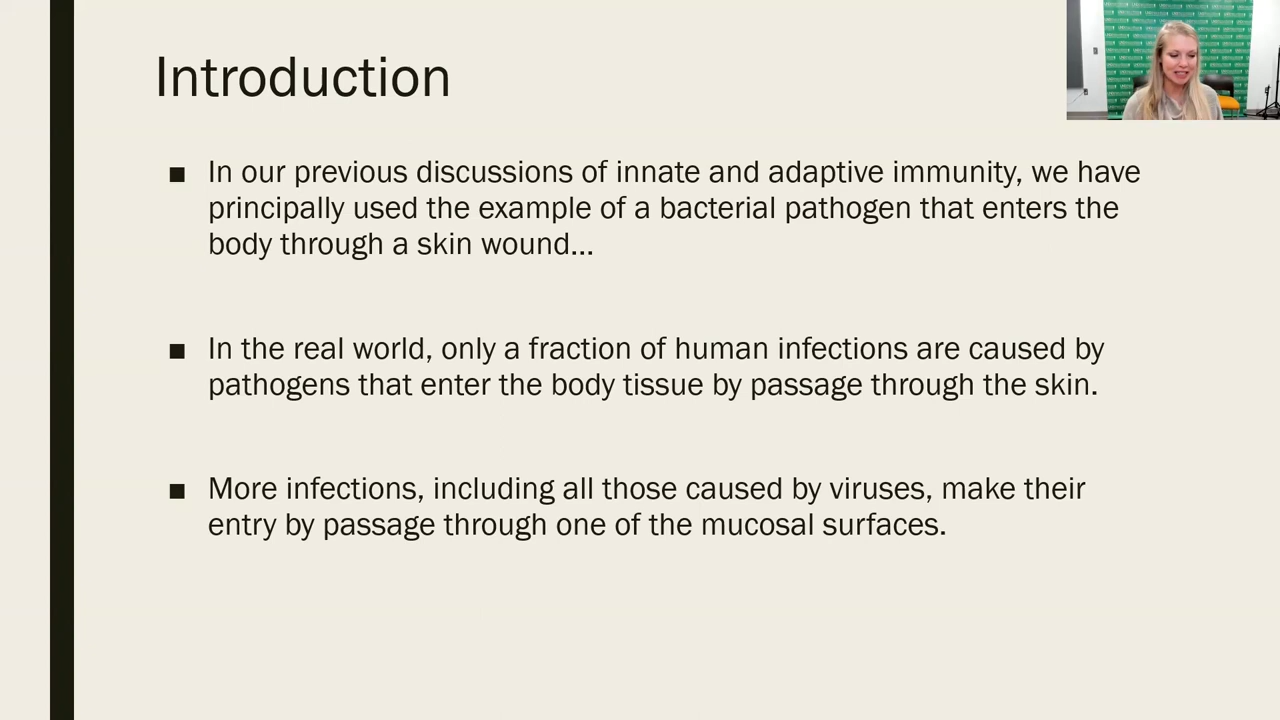 Introduction
■ In our previous discussions of innate and adaptive immunity, we have
principally used the example of a bacterial pathogen that enters the
body through a skin wound...
■ In the real world, only a fraction of human infections are caused by
pathogens that enter the body tissue by passage through the skin.
■ More infections, including all those caused by viruses, make their
entry by passage through one of the mucosal surfaces.